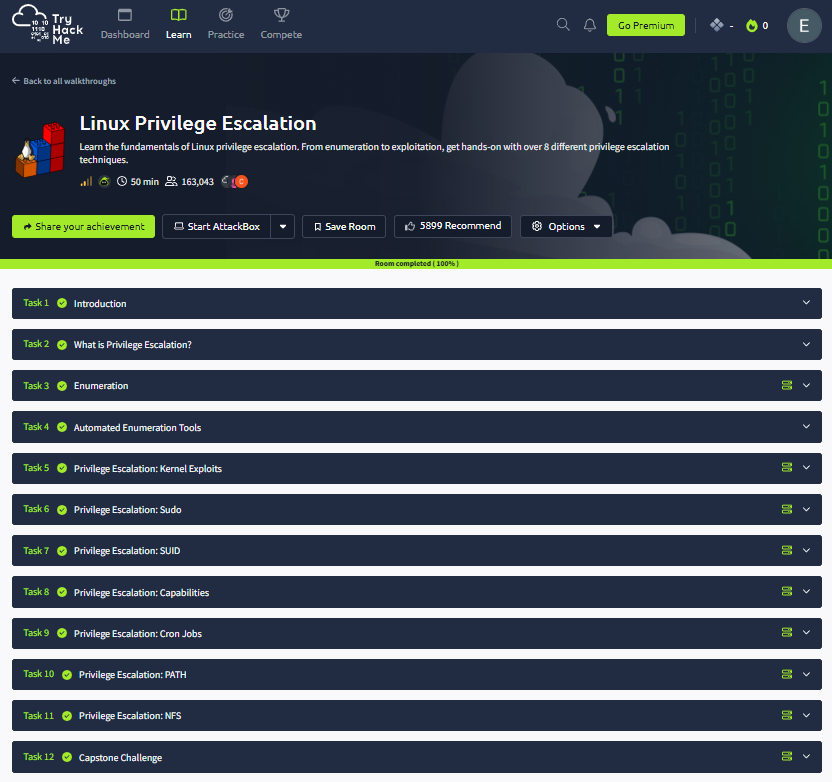 Try
Hack
Me
Dashboard
Learn
Practice
Compete
Go Premium
-
0
E
Back to all walkthroughs
Linux Privilege Escalation
Learn the fundamentals of Linux privilege escalation. From enumeration to exploitation, get hands-on with over 8 different privilege escalation
techniques.
50 min
163,043
Share your achievement
Start AttackBox
Save Room
5899 Recommend
Options
Room completed ( 100% )
Task 1 Introduction
Task 2 What is Privilege Escalation?
Task 3 Enumeration
Task 4 Automated Enumeration Tools
Task 5 Privilege Escalation: Kernel Exploits
Task 6 Privilege Escalation: Sudo
Task 7 Privilege Escalation: SUID
Task 8 Privilege Escalation: Capabilities
Task 9 Privilege Escalation: Cron Jobs
Task 10 Privilege Escalation: PATH
Task 11 Privilege Escalation: NFS
Task 12 Capstone Challenge